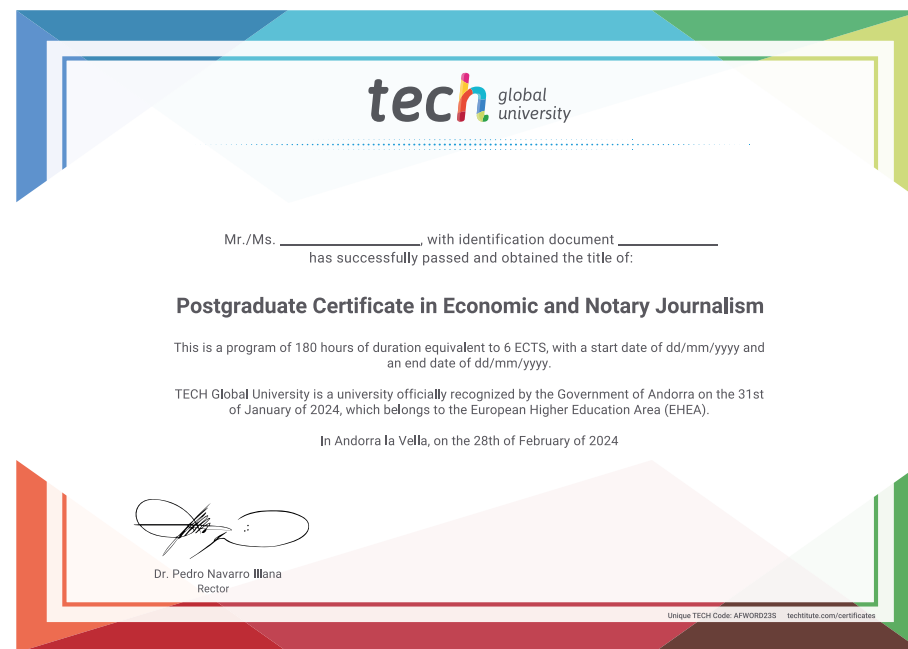 tech global university
Mr./Ms. ____________, with identification document ____________
has successfully passed and obtained the title of:
Postgraduate Certificate in Economic and Notary Journalism
This is a program of 180 hours of duration equivalent to 6 ECTS, with a start date of dd/mm/yyyy and
an end date of dd/mm/yyyy.
TECH Global University is a university officially recognized by the Government of Andorra on the 31st
of January of 2024, which belongs to the European Higher Education Area (EHEA).
In Andorra la Vella, on the 28th of February of 2024
Dr. Pedro Navarro Illana
Rector
Unique TECH Code: AFWORD23S techtitute.com/certificates